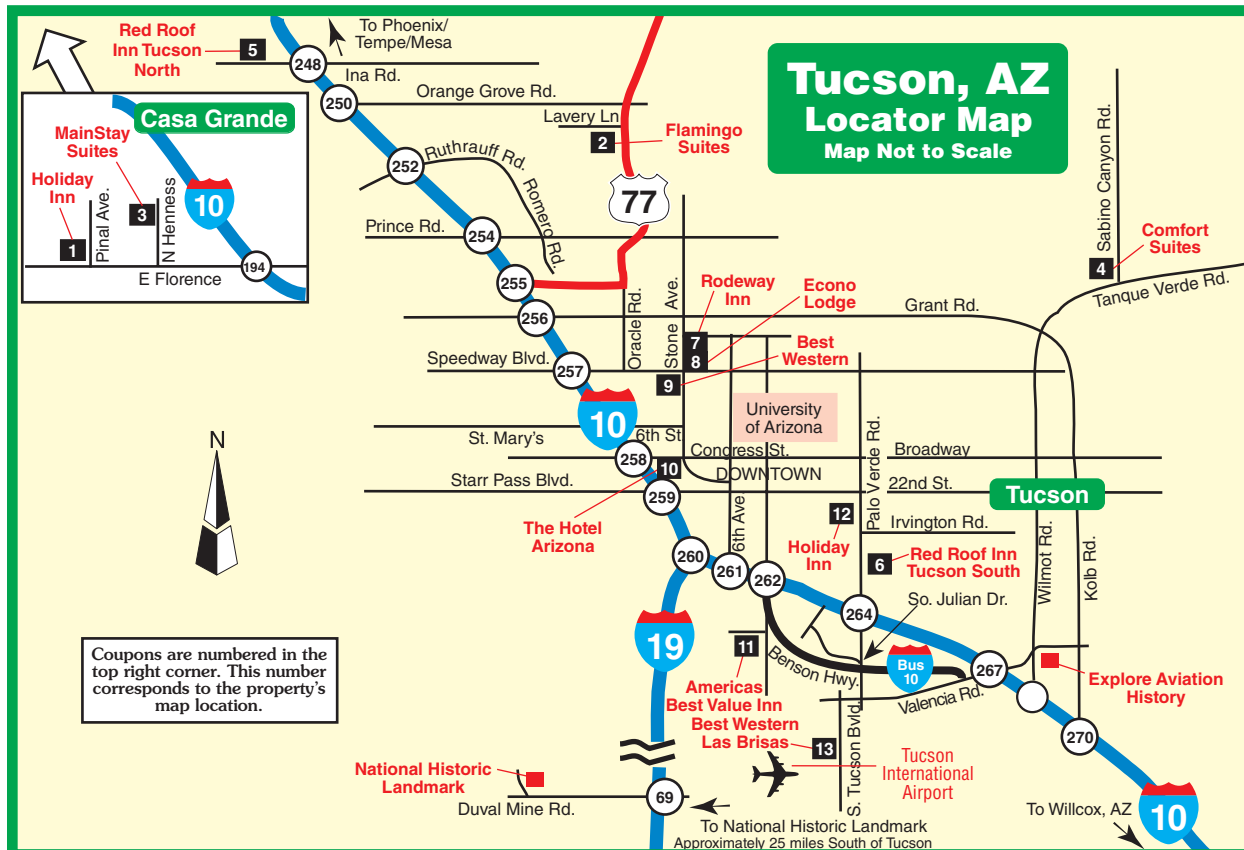 Tucson, AZ
Locator Map
Map Not to Scale
To Phoenix/
Tempe/Mesa
Red Roof
Inn Tucson
North
5
248
Ina Rd.
250
Orange Grove Rd.
Lavery Ln
2
Flamingo
Suites
Casa Grande
MainStay
Suites
Holiday
Inn
1
Pinal Ave.
3
N Henness
10
194
E Florence
252
Ruthrauff Rd.
Romero Rd.
77
Sabino Canyon Rd.
Prince Rd.
254
Comfort
Suites
4
Tanque Verde Rd.
255
Oracle Rd.
Stone Ave.
Rodeway
Inn
Econo
Lodge
Grant Rd.
256
7
8
Best
Western
Speedway Blvd.
257
9
10
University
of Arizona
St. Mary's
6th St
Palo Verde Rd.
258
Congress St.
Broadway
10
DOWNTOWN
Starr Pass Blvd.
259
22nd St.
Tucson
The Hotel
Arizona
6th Ave.
12
Holiday
Inn
Irvington Rd.
6
Red Roof Inn
Tucson South
Wilmot Rd.
Kolb Rd.
260
261
262
264
So. Julian Dr.
19
11
Benson Hwy.
Bus
10
267
Valencia Rd.
Explore Aviation
History
Americas
Best Value Inn
Best Western
Las Brisas
13
S. Tucson Bvld.
270
Tucson
International
Airport
N
Coupons are numbered in the
top right corner. This number
corresponds to the property's
map location.
National Historic
Landmark
Duval Mine Rd.
69
To National Historic Landmark
Approximately 25 miles South of Tucson
To Willcox, AZ
10